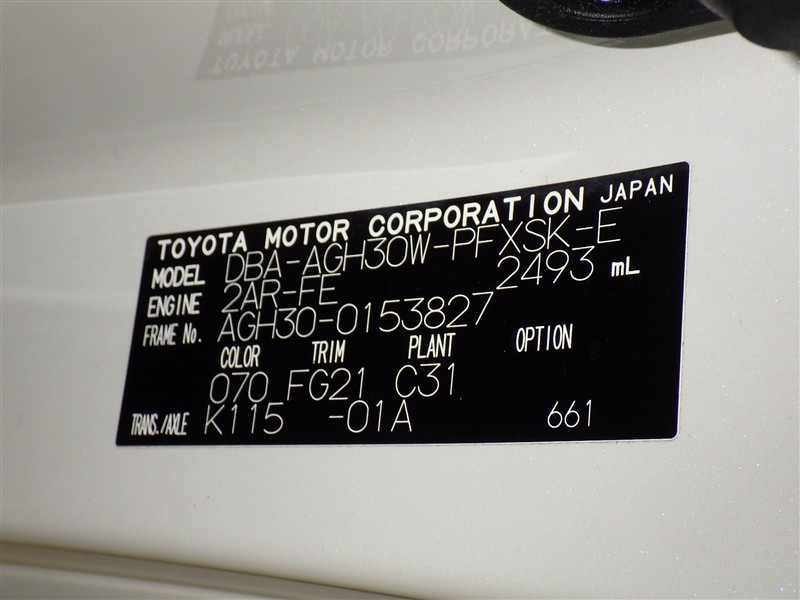 TOYOTA MOTOR CORPORATION JAPAN
MODEL DBA-AGH30W-PFXSK-E
ENGINE 2AR-FE 2493 mL
FRAME No. AGH30-0153827
COLOR TRIM PLANT OPTION
070 FG21 C31
TRANS./AXLE K115 -01A 661